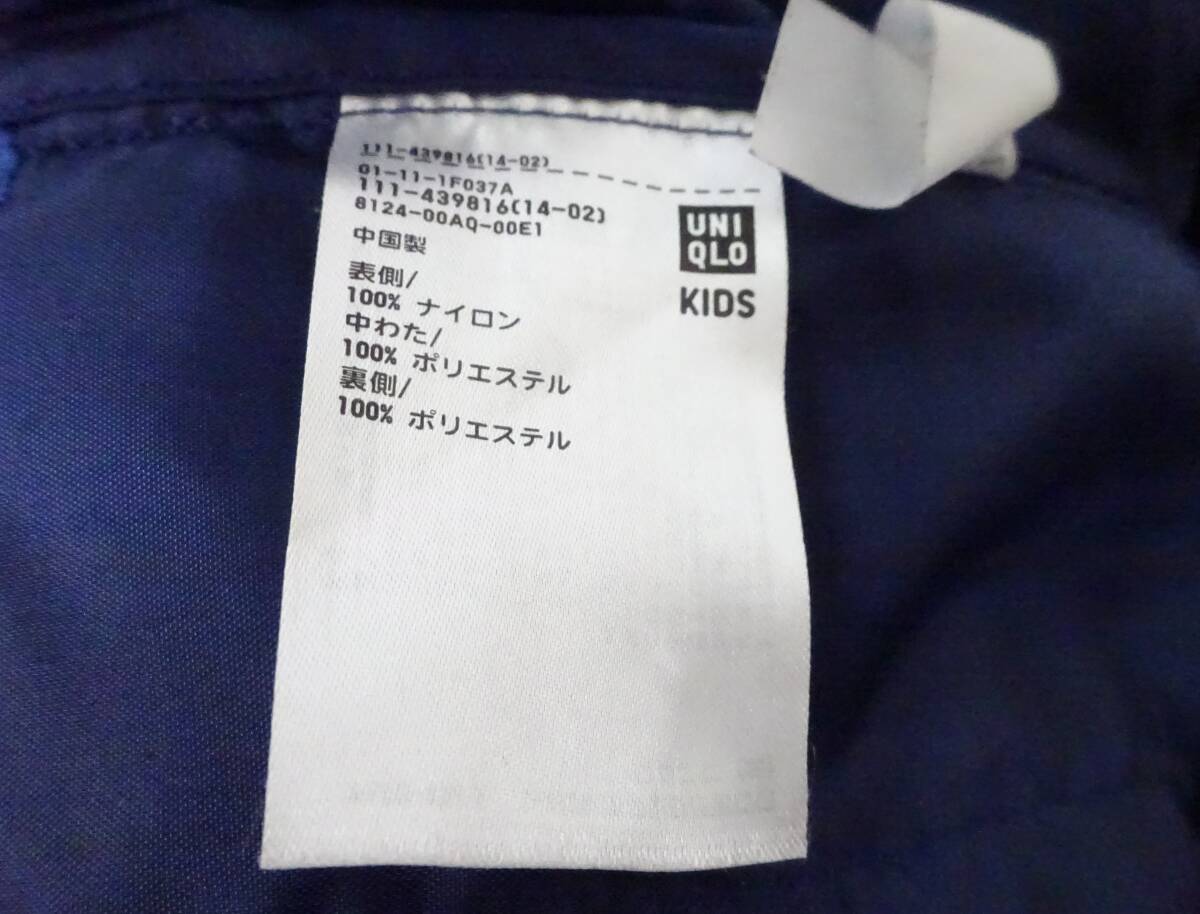 111-439816(14-02)
01-11-1F037A
111-439816(14-02)
8124-00AQ-00E1
中国製
表側/
100% ナイロン
中わた/
100% ポリエステル
裏側/
100% ポリエステル
UNI
QLO
KIDS